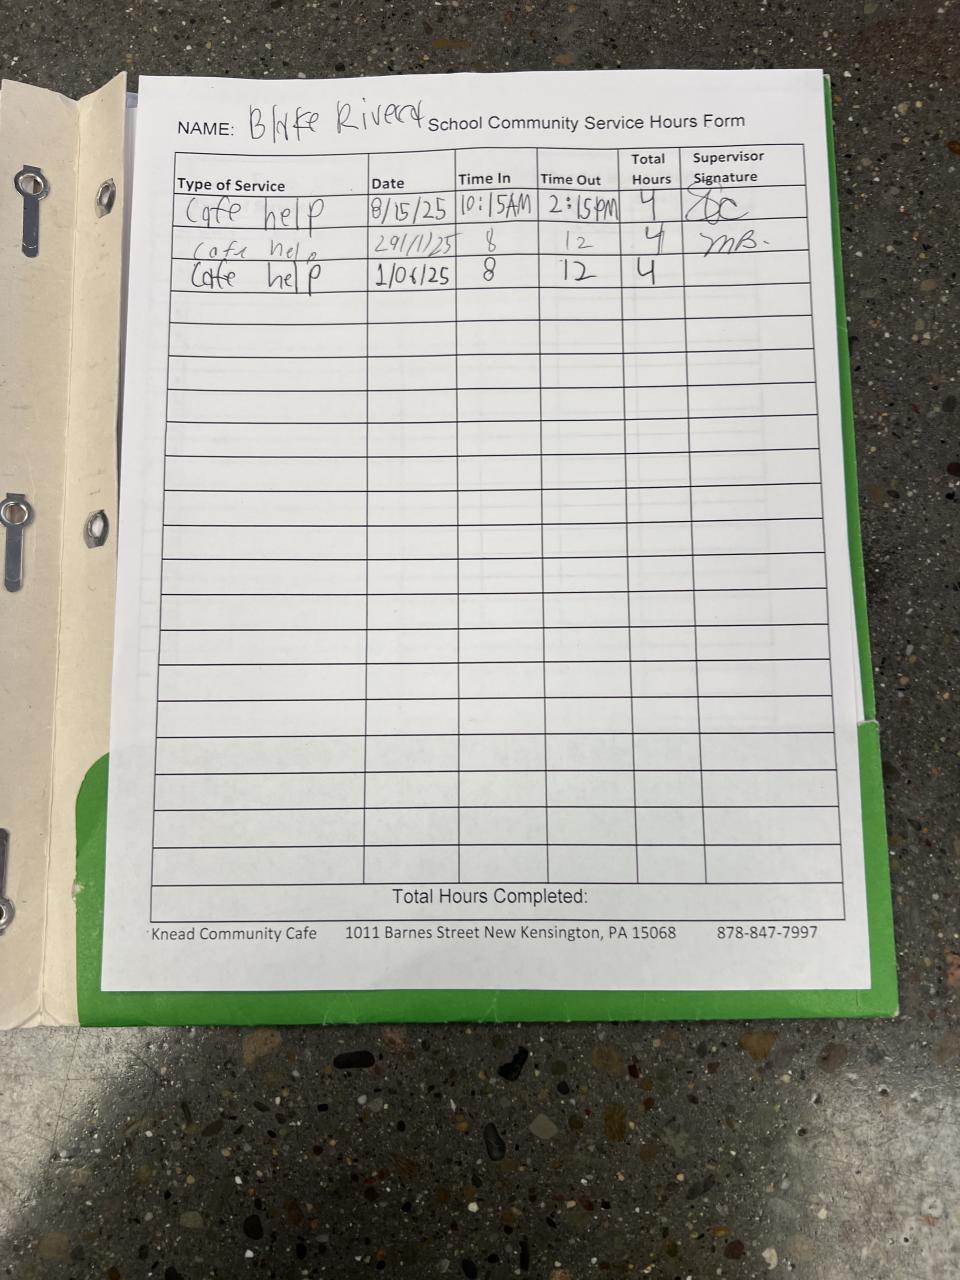 NAME: Blake Rivera School Community Service Hours Form
Type of Service Date Time In Time Out Total Hours Supervisor Signature
Cafe help 8/15/25 10:15AM 2:15PM 4
Cafe help 8 12 4 MB.
Cafe help 1/06/25 8 12 4
Total Hours Completed:
Knead Community Cafe 1011 Barnes Street New Kensington, PA 15068 878-847-7997